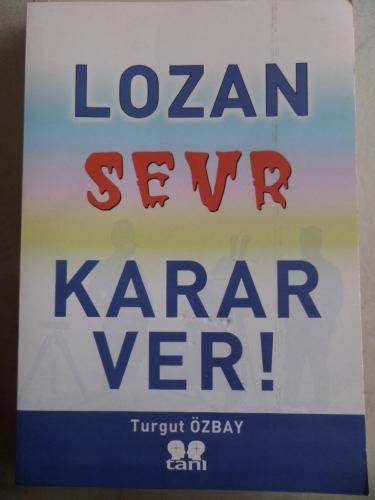 LOZAN
SEVR
KARAR
VER!
Turgut ÖZBAY
tanı